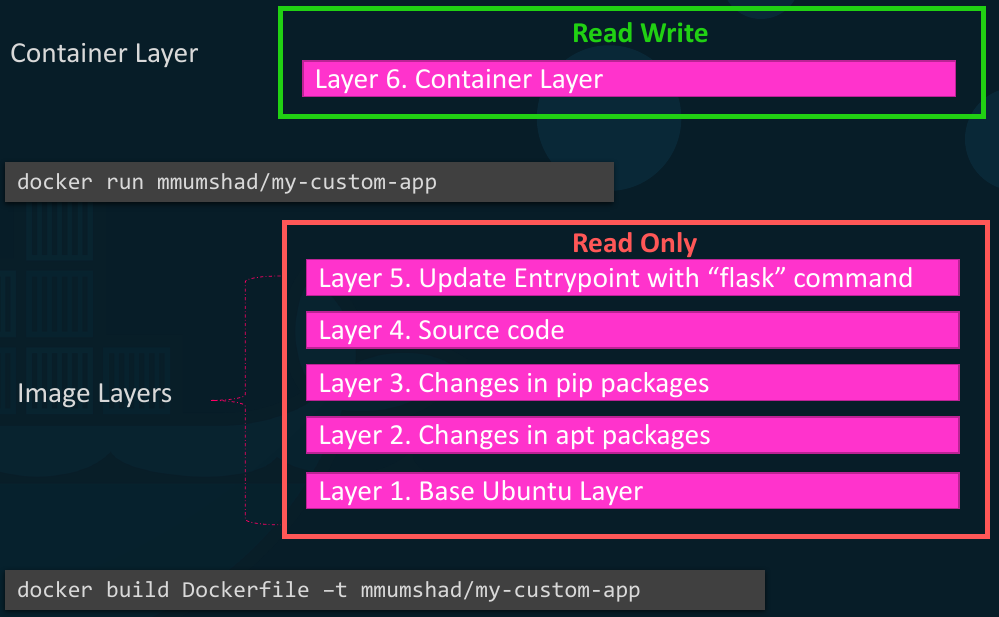 Read Write
Container Layer
Layer 6. Container Layer
docker run mmumshad/my-custom-app
Read Only
Layer 5. Update Entrypoint with “flask” command
Layer 4. Source code
Layer 3. Changes in pip packages
Image Layers
Layer 2. Changes in apt packages
Layer 1. Base Ubuntu Layer
docker build Dockerfile –t mmumshad/my-custom-app